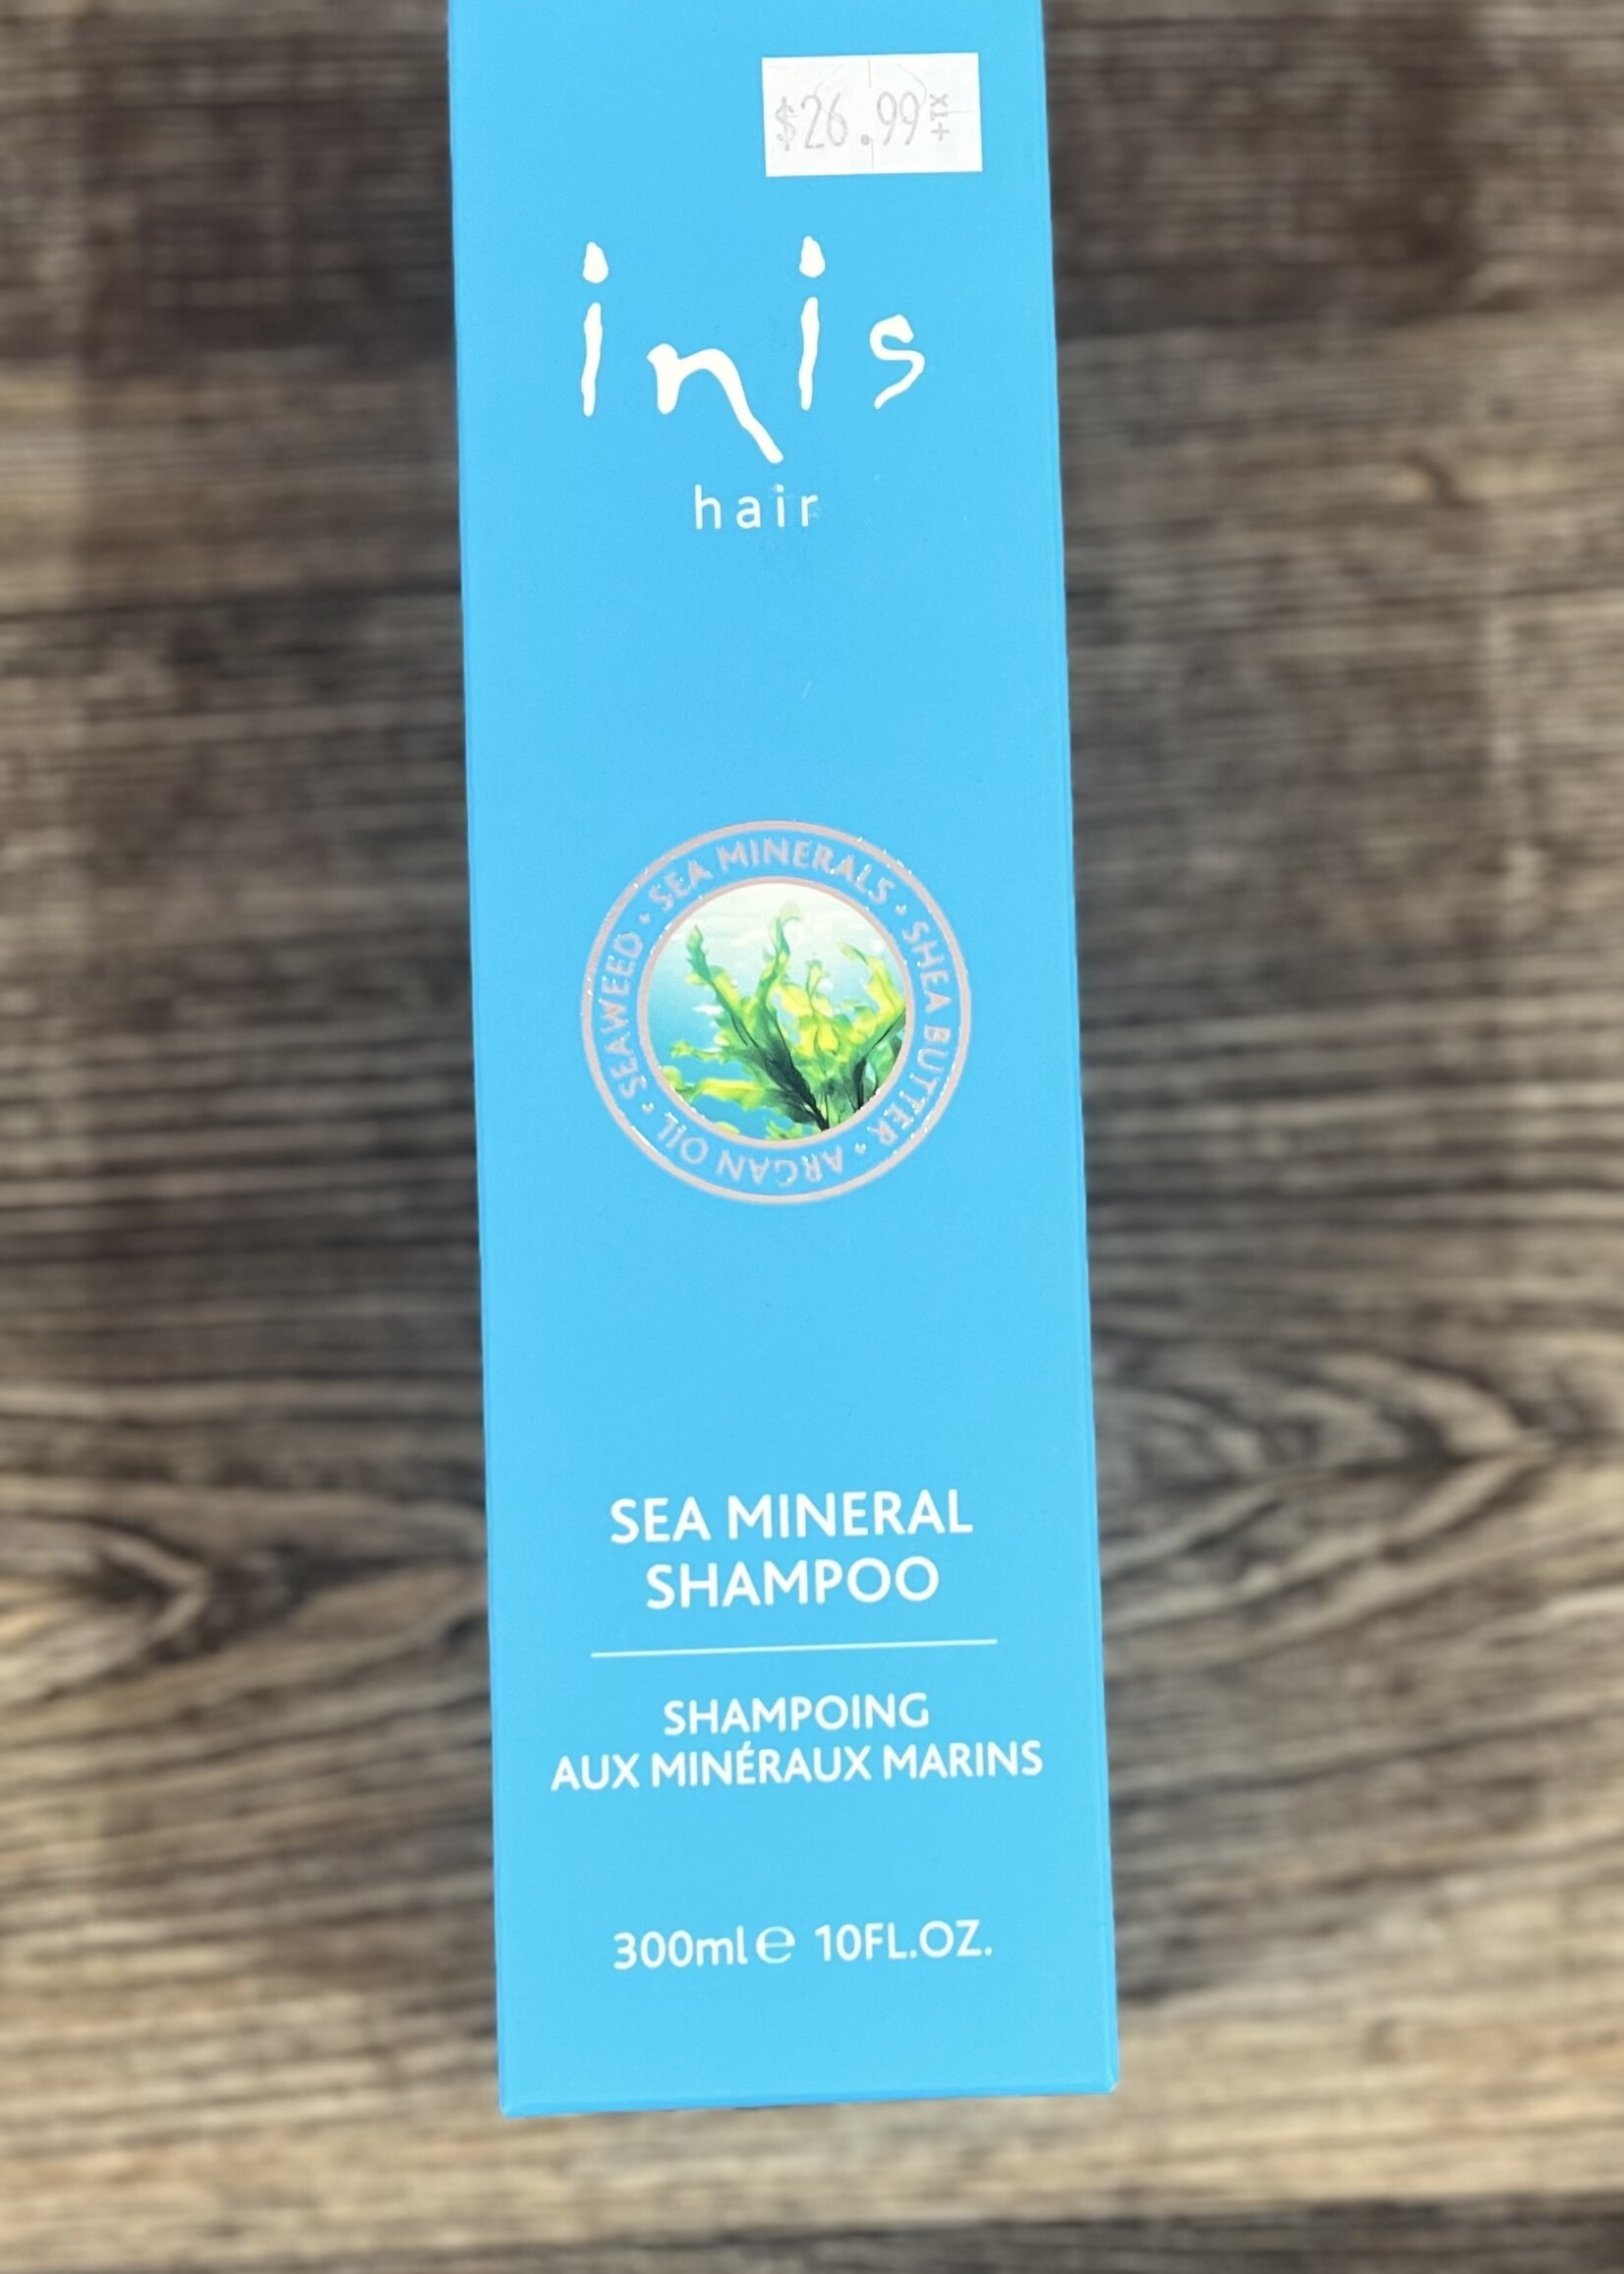 $26.99+TX
inis
hair
SEAWEED • SEA MINERALS • SHEA BUTTER • ARGAN OIL •
SEA MINERAL
SHAMPOO
SHAMPOING
AUX MINÉRAUX MARINS
300ml℮ 10FL.OZ.